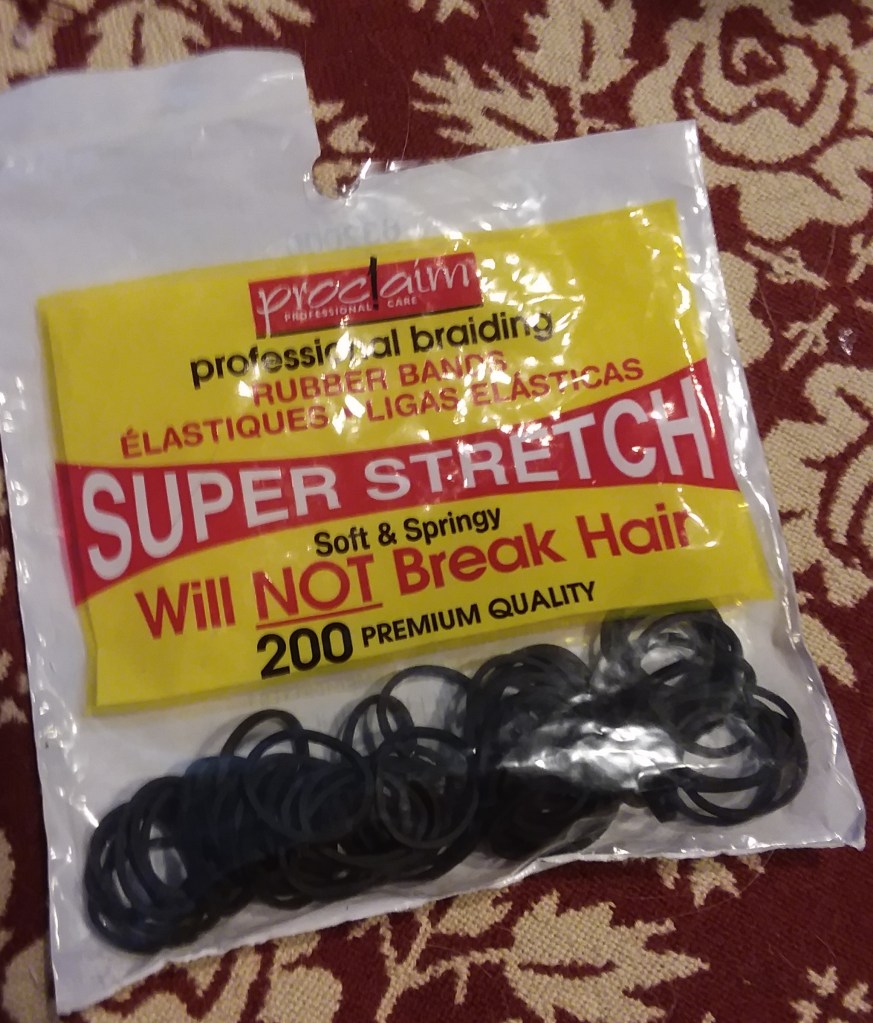 proclaim
PROFESSIONAL CARE
professional braiding
RUBBER BANDS
ÉLASTIQUES • LIGAS ELÁSTICAS
SUPER STRETCH
Soft & Springy
Will NOT Break Hair
200 PREMIUM QUALITY